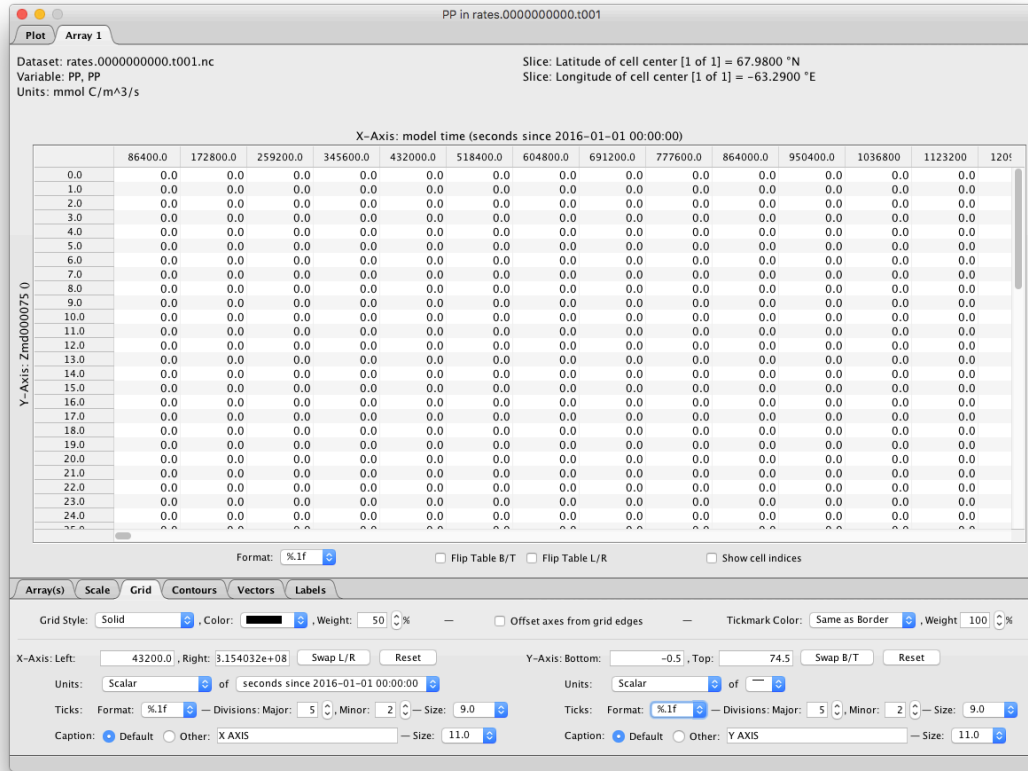 PP in rates.0000000000.t001
Plot Array 1
Dataset: rates.0000000000.t001.nc
Variable: PP, PP
Units: mmol C/m^3/s
Slice: Latitude of cell center [1 of 1] = 67.9800 °N
Slice: Longitude of cell center [1 of 1] = −63.2900 °E
X-Axis: model time (seconds since 2016-01-01 00:00:00)
86400.0 172800.0 259200.0 345600.0 432000.0 518400.0 604800.0 691200.0 777600.0 864000.0 950400.0 1036800 1123200
Y-Axis: Zmd000075 ()
0.0 0.0 0.0 0.0 0.0 0.0 0.0 0.0 0.0 0.0 0.0 0.0 0.0 0.0
1.0 0.0 0.0 0.0 0.0 0.0 0.0 0.0 0.0 0.0 0.0 0.0 0.0 0.0
2.0 0.0 0.0 0.0 0.0 0.0 0.0 0.0 0.0 0.0 0.0 0.0 0.0 0.0
3.0 0.0 0.0 0.0 0.0 0.0 0.0 0.0 0.0 0.0 0.0 0.0 0.0 0.0
4.0 0.0 0.0 0.0 0.0 0.0 0.0 0.0 0.0 0.0 0.0 0.0 0.0 0.0
5.0 0.0 0.0 0.0 0.0 0.0 0.0 0.0 0.0 0.0 0.0 0.0 0.0 0.0
6.0 0.0 0.0 0.0 0.0 0.0 0.0 0.0 0.0 0.0 0.0 0.0 0.0 0.0
7.0 0.0 0.0 0.0 0.0 0.0 0.0 0.0 0.0 0.0 0.0 0.0 0.0 0.0
8.0 0.0 0.0 0.0 0.0 0.0 0.0 0.0 0.0 0.0 0.0 0.0 0.0 0.0
9.0 0.0 0.0 0.0 0.0 0.0 0.0 0.0 0.0 0.0 0.0 0.0 0.0 0.0
10.0 0.0 0.0 0.0 0.0 0.0 0.0 0.0 0.0 0.0 0.0 0.0 0.0 0.0
11.0 0.0 0.0 0.0 0.0 0.0 0.0 0.0 0.0 0.0 0.0 0.0 0.0 0.0
12.0 0.0 0.0 0.0 0.0 0.0 0.0 0.0 0.0 0.0 0.0 0.0 0.0 0.0
13.0 0.0 0.0 0.0 0.0 0.0 0.0 0.0 0.0 0.0 0.0 0.0 0.0 0.0
14.0 0.0 0.0 0.0 0.0 0.0 0.0 0.0 0.0 0.0 0.0 0.0 0.0 0.0
15.0 0.0 0.0 0.0 0.0 0.0 0.0 0.0 0.0 0.0 0.0 0.0 0.0 0.0
16.0 0.0 0.0 0.0 0.0 0.0 0.0 0.0 0.0 0.0 0.0 0.0 0.0 0.0
17.0 0.0 0.0 0.0 0.0 0.0 0.0 0.0 0.0 0.0 0.0 0.0 0.0 0.0
18.0 0.0 0.0 0.0 0.0 0.0 0.0 0.0 0.0 0.0 0.0 0.0 0.0 0.0
19.0 0.0 0.0 0.0 0.0 0.0 0.0 0.0 0.0 0.0 0.0 0.0 0.0 0.0
20.0 0.0 0.0 0.0 0.0 0.0 0.0 0.0 0.0 0.0 0.0 0.0 0.0 0.0
21.0 0.0 0.0 0.0 0.0 0.0 0.0 0.0 0.0 0.0 0.0 0.0 0.0 0.0
22.0 0.0 0.0 0.0 0.0 0.0 0.0 0.0 0.0 0.0 0.0 0.0 0.0 0.0
23.0 0.0 0.0 0.0 0.0 0.0 0.0 0.0 0.0 0.0 0.0 0.0 0.0 0.0
24.0 0.0 0.0 0.0 0.0 0.0 0.0 0.0 0.0 0.0 0.0 0.0 0.0 0.0
Format: %.1f Flip Table B/T Flip Table L/R Show cell indices
Array(s) Scale Grid Contours Vectors Labels
Grid Style: Solid , Color: , Weight: 50 % — Offset axes from grid edges — Tickmark Color: Same as Border , Weight 100 %
X-Axis: Left: 43200.0 , Right: 3.154032e+08 Swap L/R Reset Y-Axis: Bottom: −0.5 , Top: 74.5 Swap B/T Reset
Units: Scalar of seconds since 2016-01-01 00:00:00 Units: Scalar of —
Ticks: Format: %.1f — Divisions: Major: 5 , Minor: 2 — Size: 9.0 Ticks: Format: %.1f — Divisions: Major: 5 , Minor: 2 — Size: 9.0
Caption: Default Other: X AXIS — Size: 11.0 Caption: Default Other: Y AXIS — Size: 11.0